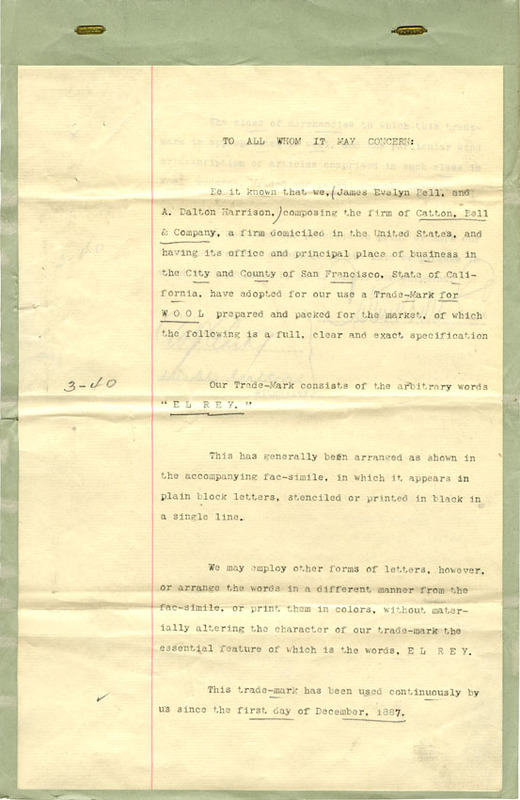 TO ALL WHOM IT MAY CONCERN:
Be it known that we, (James Evelyn Bell, and
A. Dalton Harrison,) composing the firm of Catton, Bell
& Company, a firm domiciled in the United States, and
having its office and principal place of business in
the City and County of San Francisco, State of Cali-
fornia, have adopted for our use a Trade-Mark for
W O O L prepared and packed for the market, of which
the following is a full, clear and exact specification
3-40
Our Trade-Mark consists of the arbitrary words
" E L R E Y. "
This has generally been arranged as shown in
the accompanying fac-simile, in which it appears in
plain block letters, stenciled or printed in black in
a single line.
We may employ other forms of letters, however,
or arrange the words in a different manner from the
fac-simile, or print them in colors, without mater-
ially altering the character of our trade-mark the
essential feature of which is the words, E L R E Y.
This trade-mark has been used continuously by
us since the first day of December, 1887.